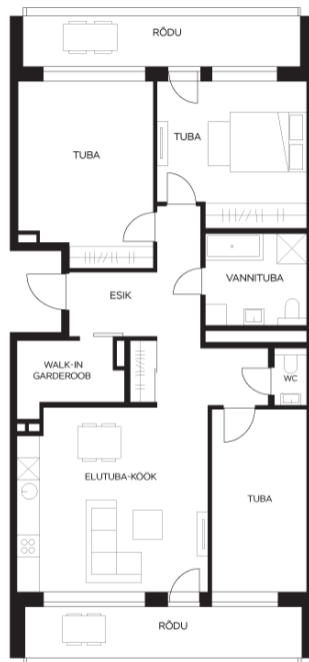 RÕDU
TUBA
TUBA
VANNITUBA
ESIK
WALK-IN
GARDEROOB
WC
ELUTUBA-KÖÖK
TUBA
RÕDU